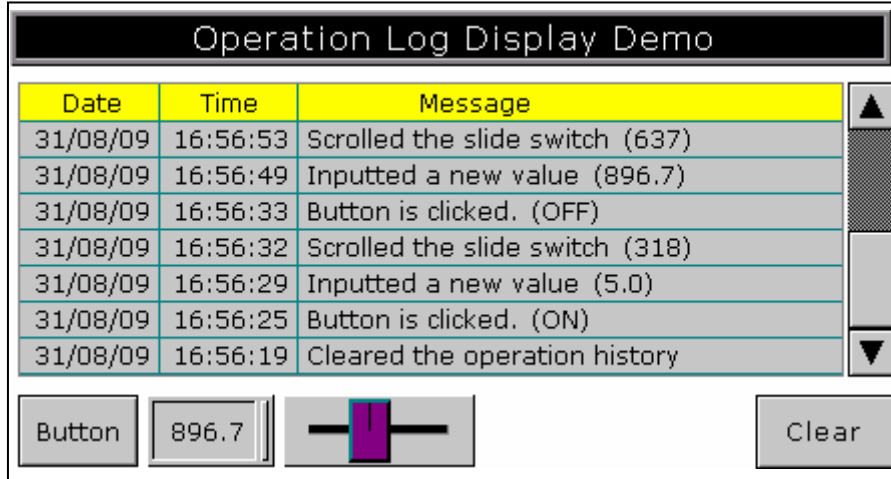 Operation Log Display Demo
Date Time Message
31/08/09 16:56:53 Scrolled the slide switch (637)
31/08/09 16:56:49 Inputted a new value (896.7)
31/08/09 16:56:33 Button is clicked. (OFF)
31/08/09 16:56:32 Scrolled the slide switch (318)
31/08/09 16:56:29 Inputted a new value (5.0)
31/08/09 16:56:25 Button is clicked. (ON)
31/08/09 16:56:19 Cleared the operation history
Button 896.7 Clear